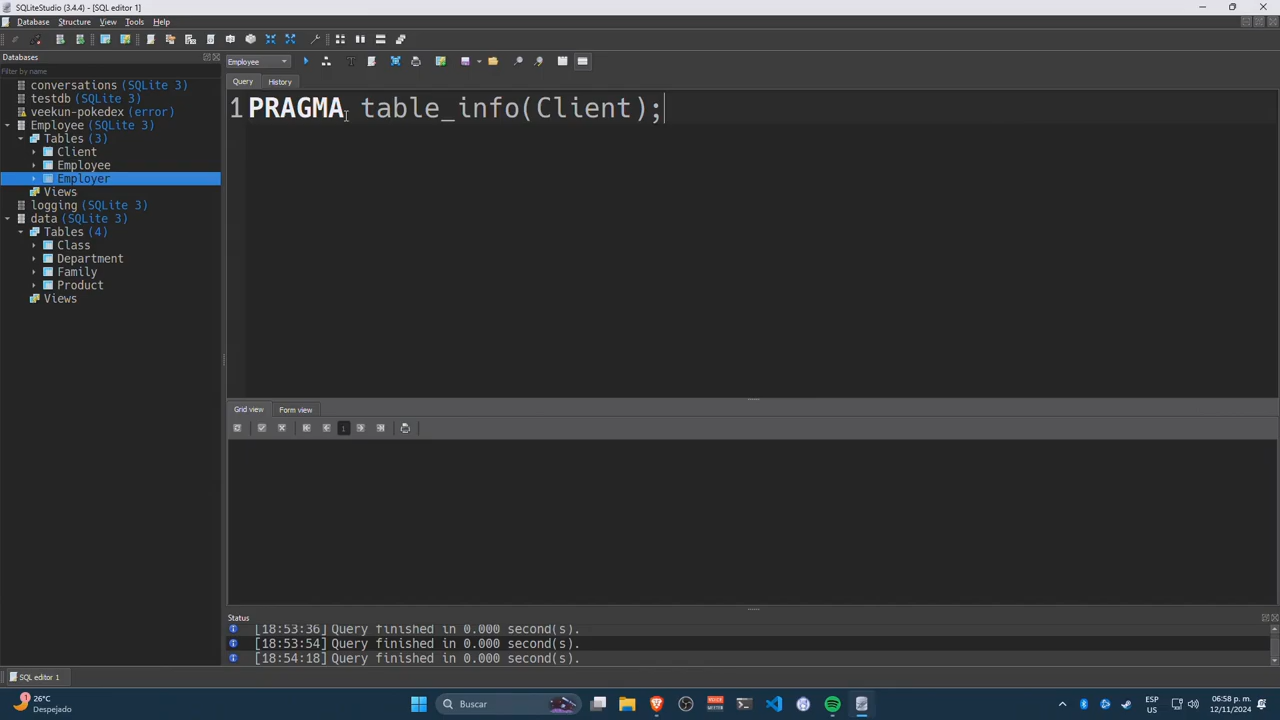 SQLiteStudio (3.4.4) - [SQL editor 1]
Database Structure View Tools Help
Databases
Filter by name
conversations (SQLite 3)
testdb (SQLite 3)
veekun-pokedex (error)
Employee (SQLite 3)
Tables (3)
Client
Employee
Employer
Views
logging (SQLite 3)
data (SQLite 3)
Tables (4)
Class
Department
Family
Product
Views
Employee
Query History
1 PRAGMA table_info(Client);
Grid view Form view
1
Status
[18:53:36] Query finished in 0.000 second(s).
[18:53:54] Query finished in 0.000 second(s).
[18:54:18] Query finished in 0.000 second(s).
SQL editor 1
1
26°C
Despejado
Buscar
ESP
US
06:58 p. m.
12/11/2024